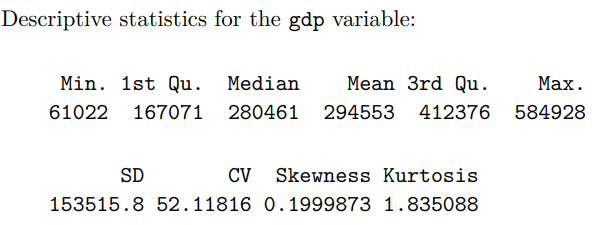 Descriptive statistics for the gdp variable:
Min. 1st Qu. Median Mean 3rd Qu. Max.
61022 167071 280461 294553 412376 584928
SD CV Skewness Kurtosis
153515.8 52.11816 0.1999873 1.835088